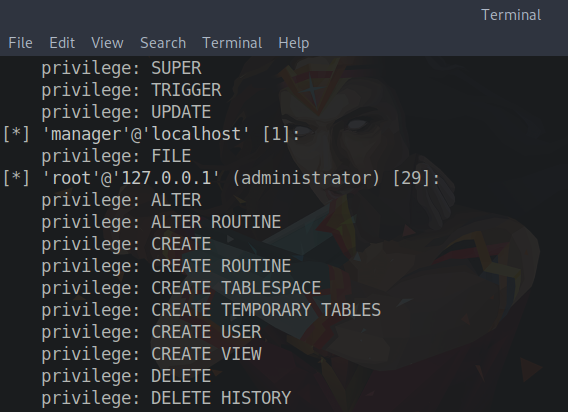 Terminal
File Edit View Search Terminal Help
privilege: SUPER
privilege: TRIGGER
privilege: UPDATE
[*] 'manager'@'localhost' [1]:
privilege: FILE
[*] 'root'@'127.0.0.1' (administrator) [29]:
privilege: ALTER
privilege: ALTER ROUTINE
privilege: CREATE
privilege: CREATE ROUTINE
privilege: CREATE TABLESPACE
privilege: CREATE TEMPORARY TABLES
privilege: CREATE USER
privilege: CREATE VIEW
privilege: DELETE
privilege: DELETE HISTORY